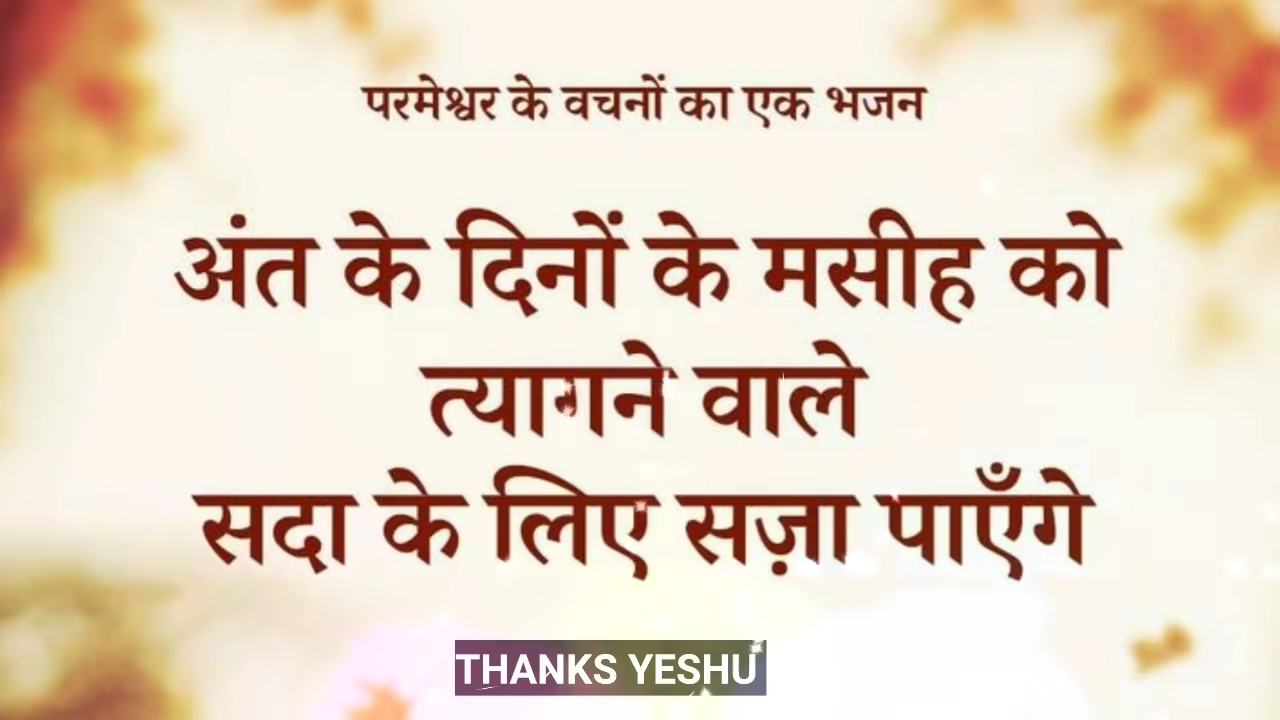 परमेश्वर के वचनों का एक भजन
अंत के दिनों के मसीह को
त्यागने वाले
सदा के लिए सज़ा पाएँगे
THANKS YESHU